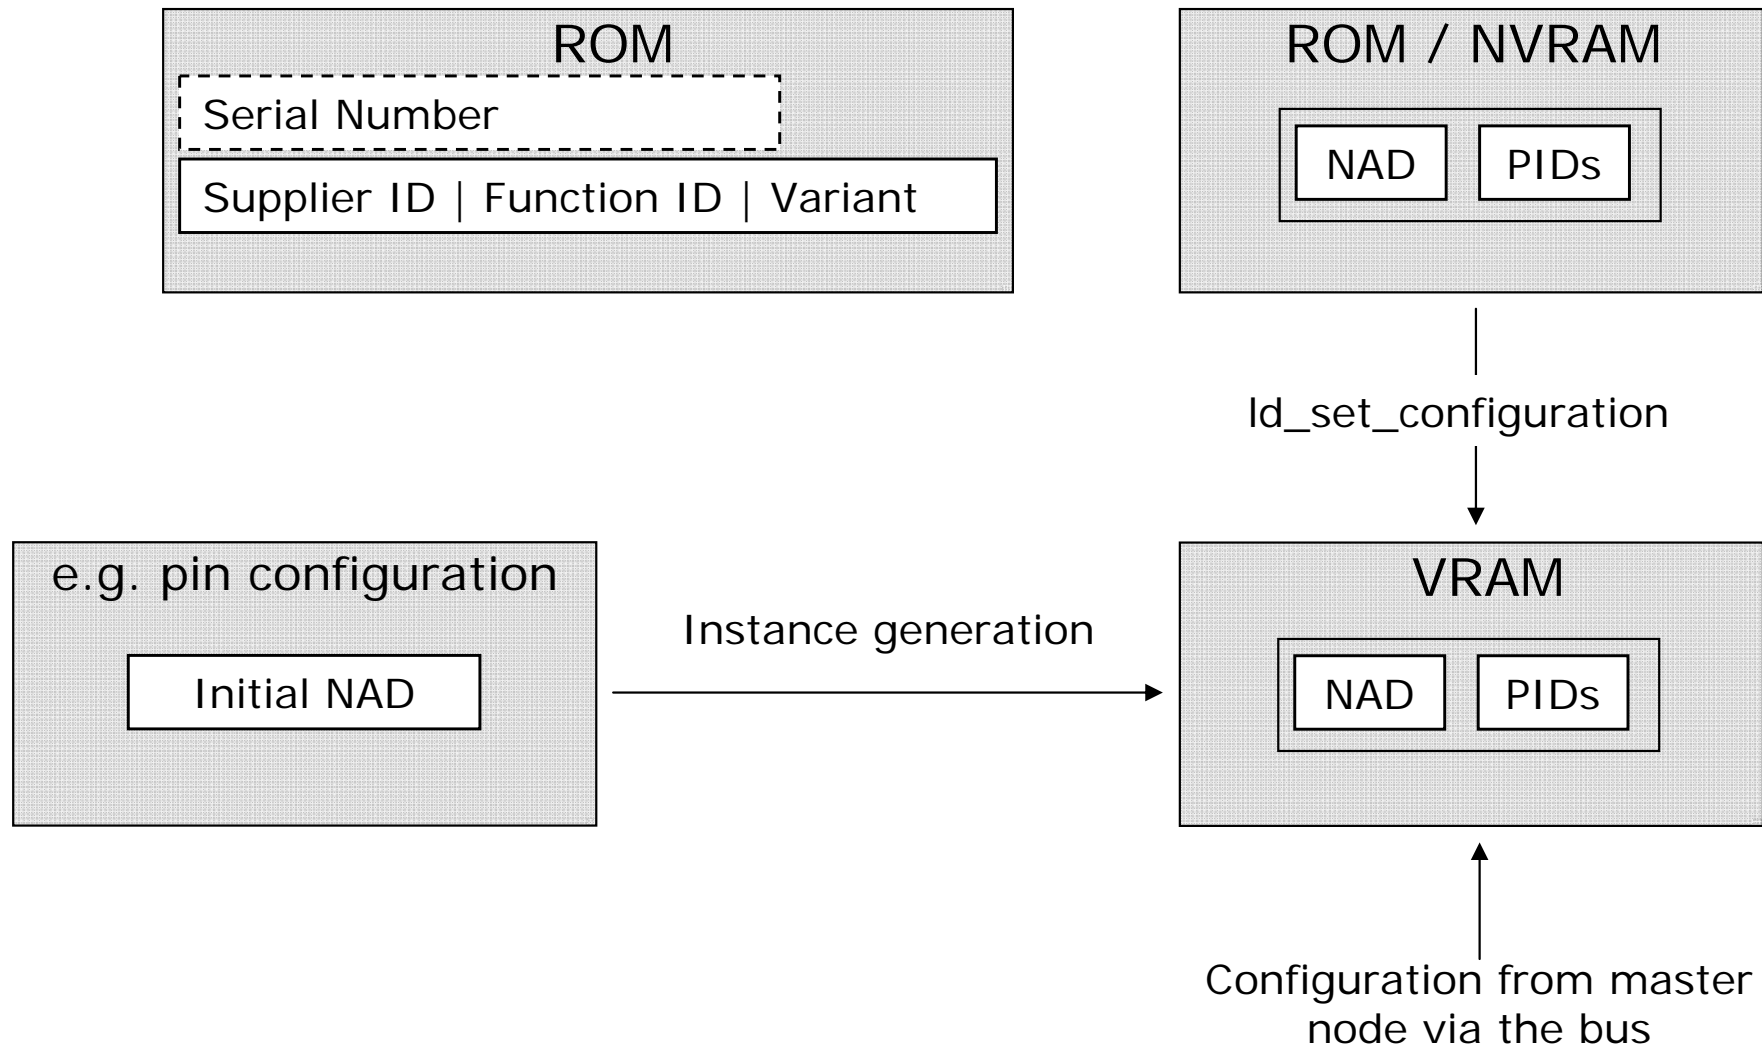 ROM
Serial Number
Supplier ID | Function ID | Variant
ROM / NVRAM
NAD
PIDs
ld_set_configuration
e.g. pin configuration
Initial NAD
Instance generation
VRAM
NAD
PIDs
Configuration from master
node via the bus